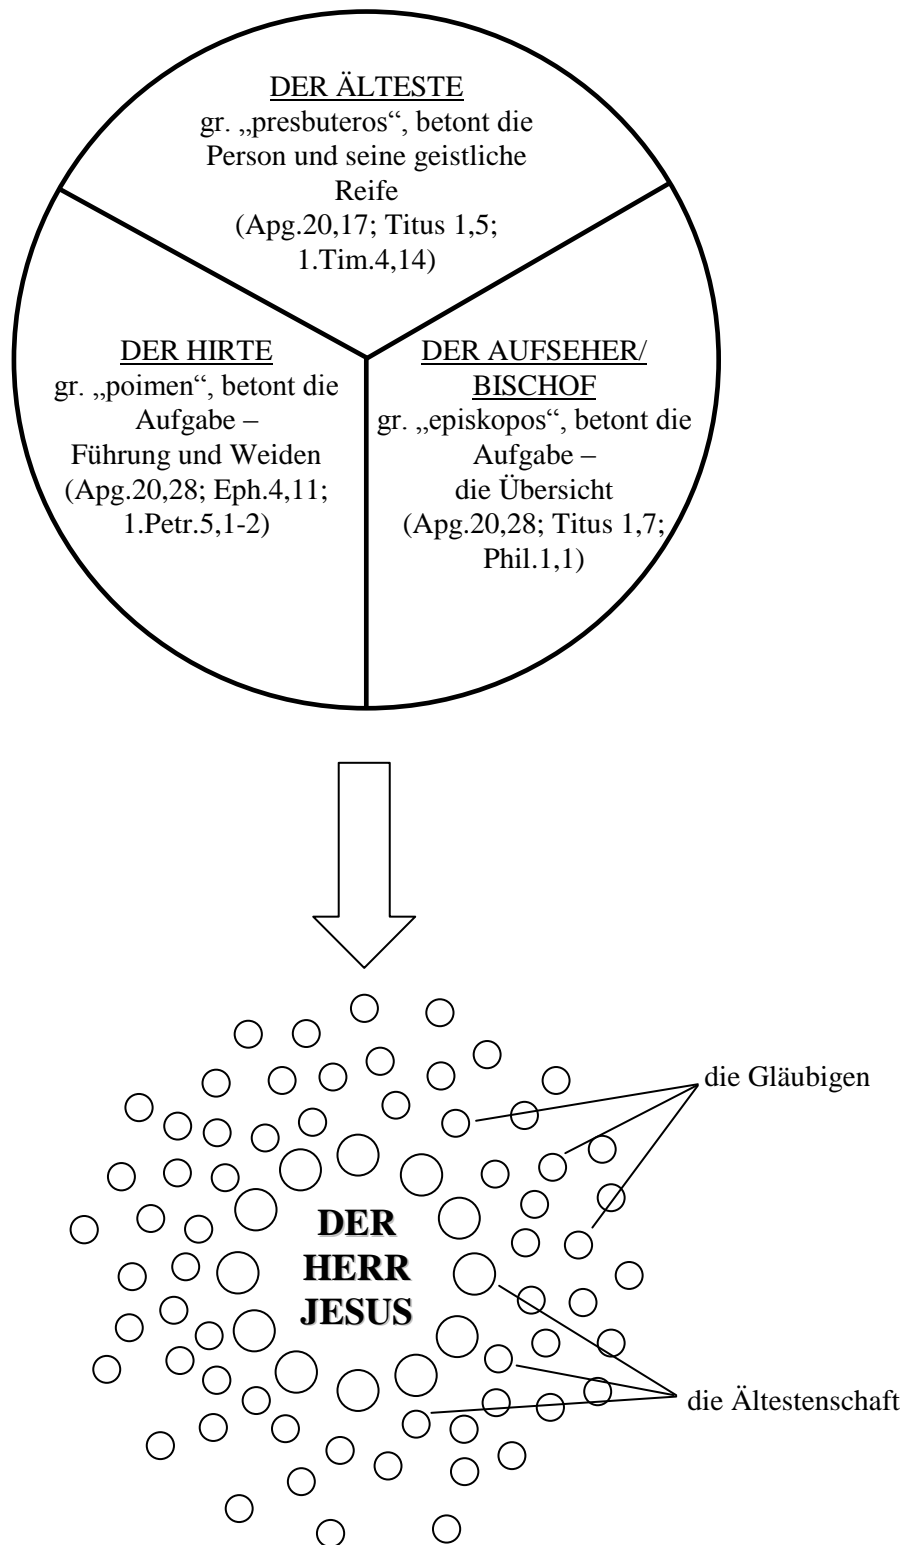 DER ÄLTESTE
gr. „presbuteros“, betont die
Person und seine geistliche
Reife
(Apg.20,17; Titus 1,5;
1.Tim.4,14)
DER HIRTE
gr. „poimen“, betont die
Aufgabe –
Führung und Weiden
(Apg.20,28; Eph.4,11;
1.Petr.5,1-2)
DER AUFSEHER/
BISCHOF
gr. „episkopos“, betont die
Aufgabe –
die Übersicht
(Apg.20,28; Titus 1,7;
Phil.1,1)
die Gläubigen
DER
HERR
JESUS
die Ältestenschaft